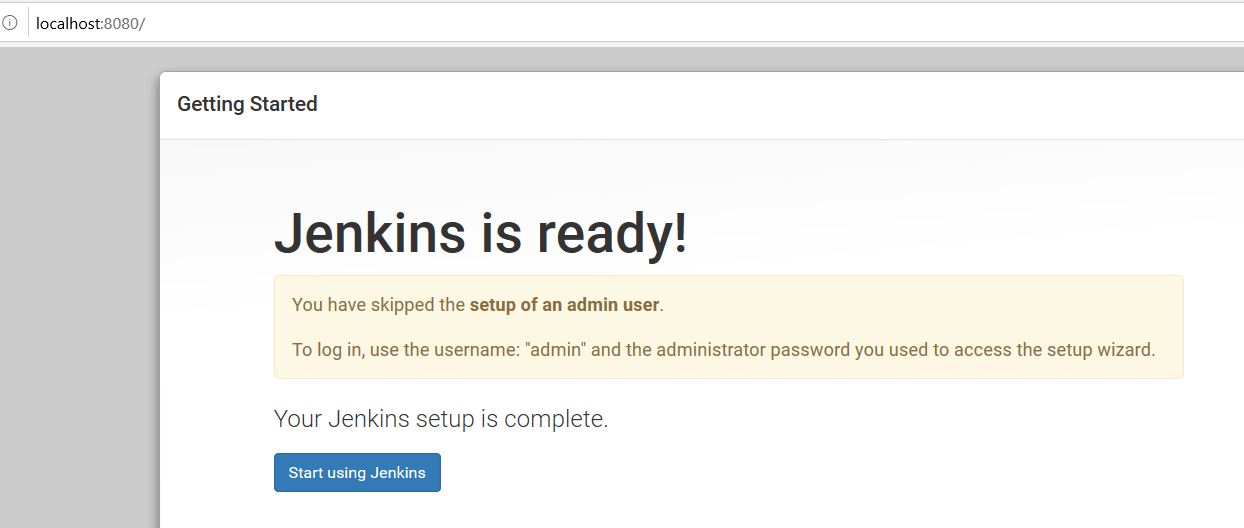 localhost:8080/
Getting Started
Jenkins is ready!
You have skipped the setup of an admin user.
To log in, use the username: "admin" and the administrator password you used to access the setup wizard.
Your Jenkins setup is complete.
Start using Jenkins